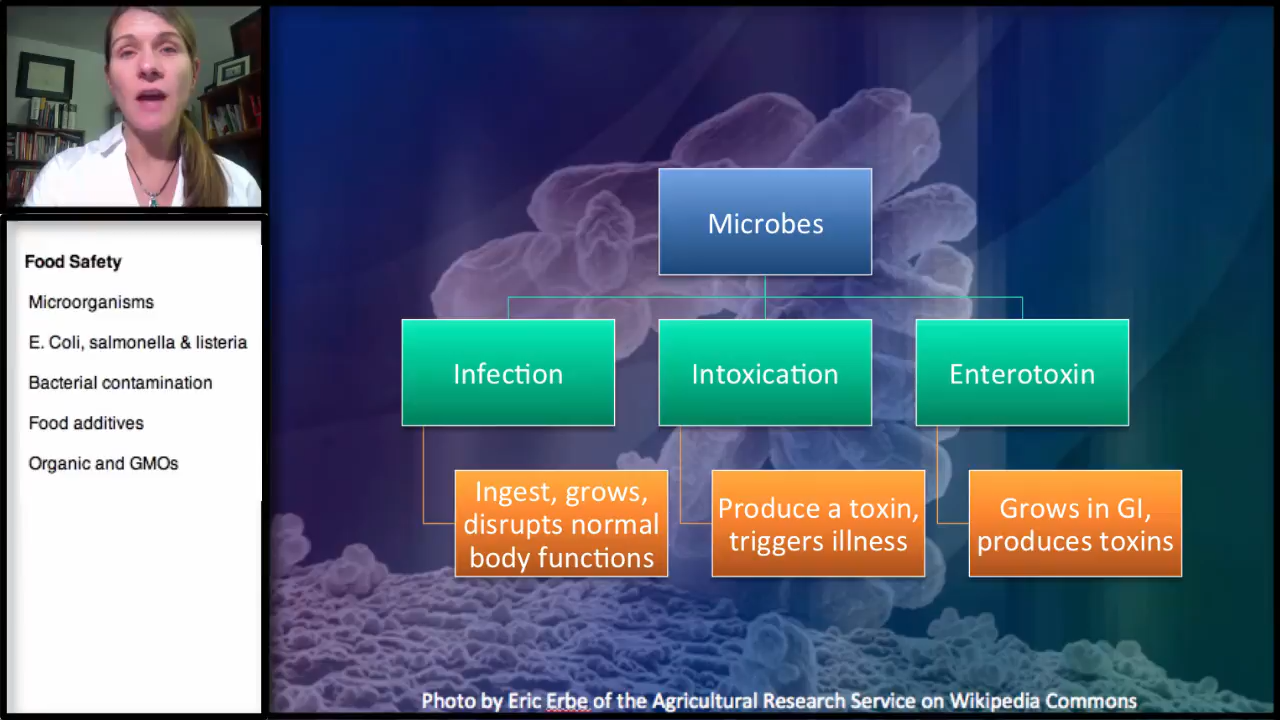 Food Safety
Microorganisms
E. Coli, salmonella & listeria
Bacterial contamination
Food additives
Organic and GMOs
Microbes
Infection
Intoxication
Enterotoxin
Ingest, grows,
disrupts normal
body functions
Produce a toxin,
triggers illness
Grows in GI,
produces toxins
Photo by Eric Erbe of the Agricultural Research Service on Wikipedia Commons